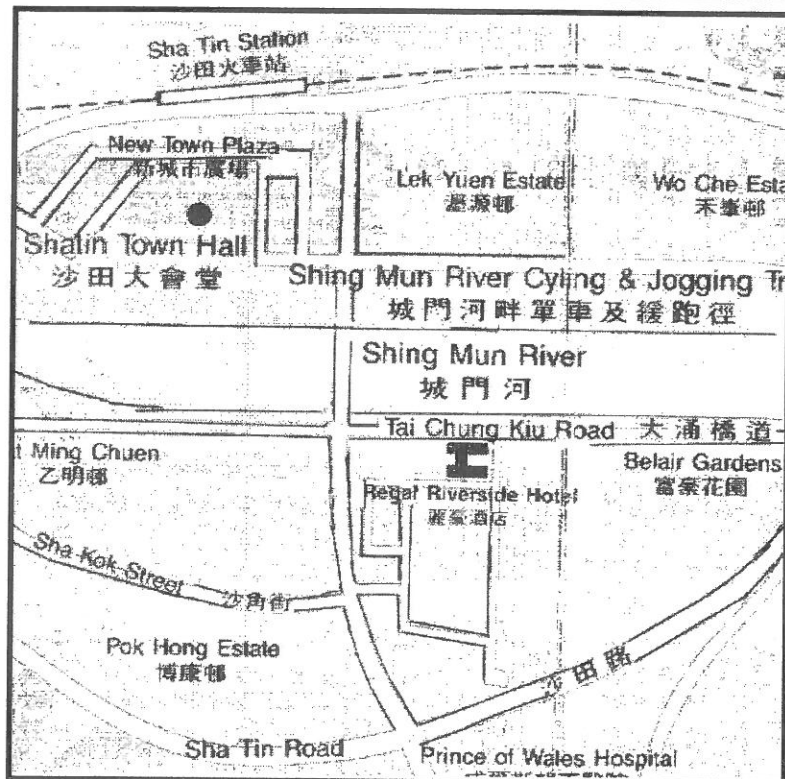 Sha Tin Station
沙田火車站
New Town Plaza
新城市廣場
Lek Yuen Estate
瀝源邨
Wo Che Esta
禾輋邨
Shatin Town Hall
沙田大會堂
Shing Mun River Cyling & Jogging Tr
城門河畔單車及緩跑徑
Shing Mun River
城門河
Tai Chung Kiu Road 大涌橋道
Ming Chuen
乙明邨
Regal Riverside Hotel
麗豪酒店
Belair Gardens
富豪花園
Sha Kok Street 沙角街
Pok Hong Estate
博康邨
沙田路
Sha Tin Road
Prince of Wales Hospital